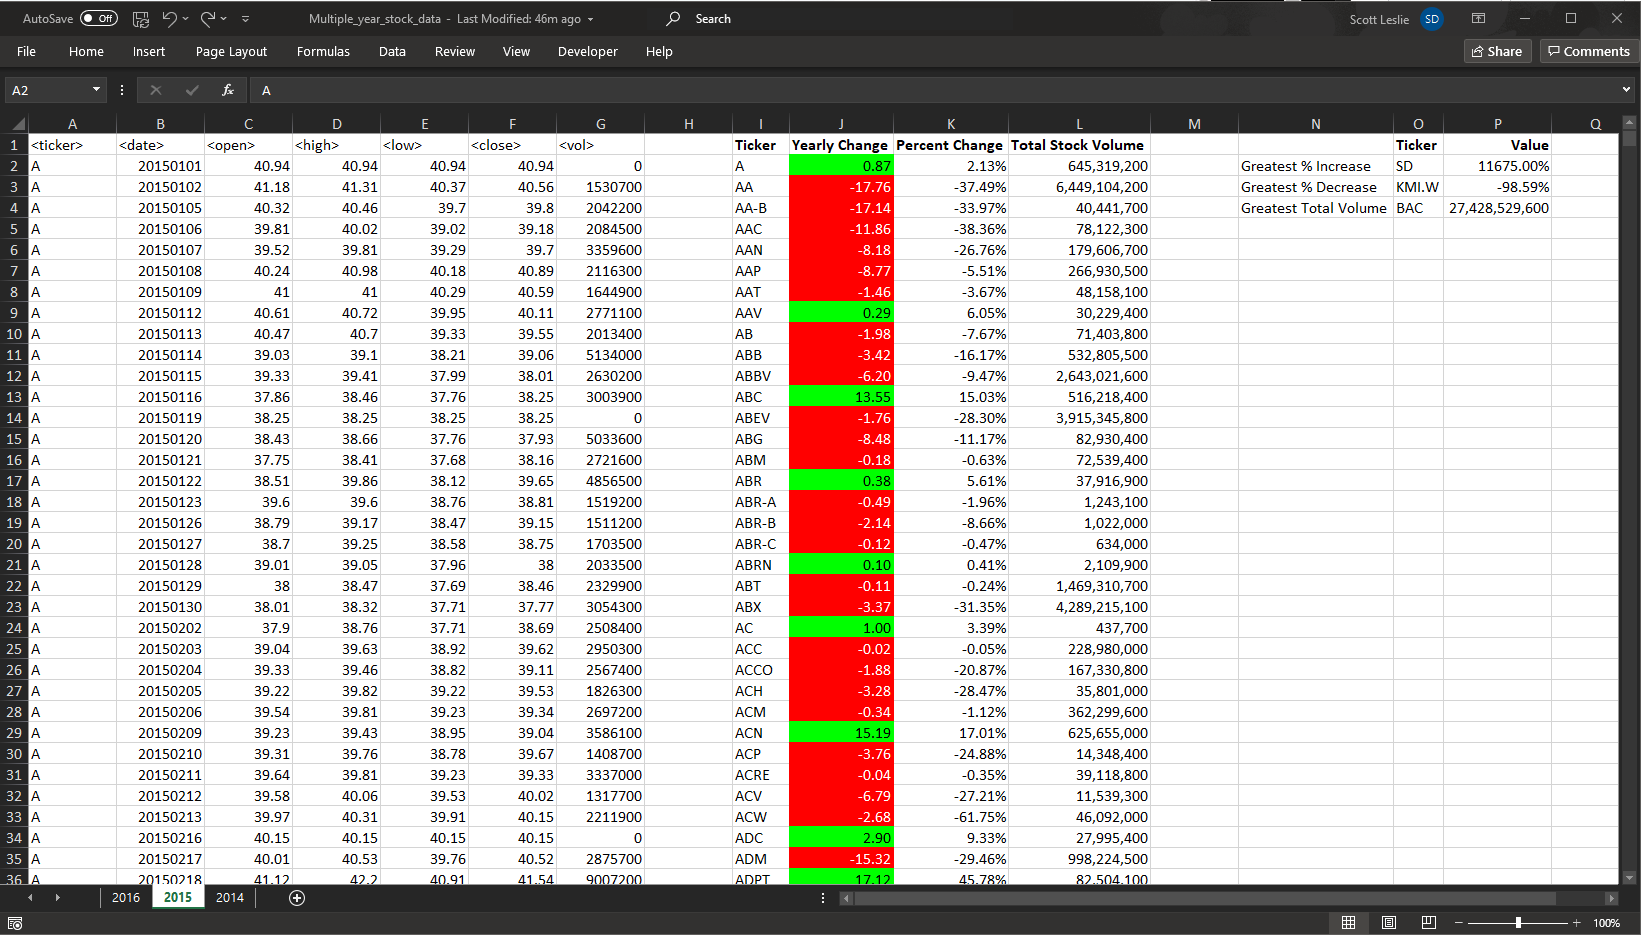 AutoSave Off Multiple_year_stock_data - Last Modified: 46m ago Search Scott Leslie SD
File Home Insert Page Layout Formulas Data Review View Developer Help Share Comments
A2 fx A
A B C D E F G H I J K L M N O P Q
1 <ticker> <date> <open> <high> <low> <close> <vol> Ticker Yearly Change Percent Change Total Stock Volume Ticker Value
2 A 20150101 40.94 40.94 40.94 40.94 0 A 0.87 2.13% 645,319,200 Greatest % Increase SD 11675.00%
3 A 20150102 41.18 41.31 40.37 40.56 1530700 AA -17.76 -37.49% 6,449,104,200 Greatest % Decrease KMI.W -98.59%
4 A 20150105 40.32 40.46 39.7 39.8 2042200 AA-B -17.14 -33.97% 40,441,700 Greatest Total Volume BAC 27,428,529,600
5 A 20150106 39.81 40.02 39.02 39.18 2084500 AAC -11.86 -38.36% 78,122,300
6 A 20150107 39.52 39.81 39.29 39.7 3359600 AAN -8.18 -26.76% 179,606,700
7 A 20150108 40.24 40.98 40.18 40.89 2116300 AAP -8.77 -5.51% 266,930,500
8 A 20150109 41 41 40.29 40.59 1644900 AAT -1.46 -3.67% 48,158,100
9 A 20150112 40.61 40.72 39.95 40.11 2771100 AAV 0.29 6.05% 30,229,400
10 A 20150113 40.47 40.7 39.33 39.55 2013400 AB -1.98 -7.67% 71,403,800
11 A 20150114 39.03 39.1 38.21 39.06 5134000 ABB -3.42 -16.17% 532,805,500
12 A 20150115 39.33 39.41 37.99 38.01 2630200 ABBV -6.20 -9.47% 2,643,021,600
13 A 20150116 37.86 38.46 37.76 38.25 3003900 ABC 13.55 15.03% 516,218,400
14 A 20150119 38.25 38.25 38.25 38.25 0 ABEV -1.76 -28.30% 3,915,345,800
15 A 20150120 38.43 38.66 37.76 37.93 5033600 ABG -8.48 -11.17% 82,930,400
16 A 20150121 37.75 38.41 37.68 38.16 2721600 ABM -0.18 -0.63% 72,539,400
17 A 20150122 38.51 39.86 38.12 39.65 4856500 ABR 0.38 5.61% 37,916,900
18 A 20150123 39.6 39.6 38.76 38.81 1519200 ABR-A -0.49 -1.96% 1,243,100
19 A 20150126 38.79 39.17 38.47 39.15 1511200 ABR-B -2.14 -8.66% 1,022,000
20 A 20150127 38.7 39.25 38.58 38.75 1703500 ABR-C -0.12 -0.47% 634,000
21 A 20150128 39.01 39.05 37.96 38 2033500 ABRN 0.10 0.41% 2,109,900
22 A 20150129 38 38.47 37.69 38.46 2329900 ABT -0.11 -0.24% 1,469,310,700
23 A 20150130 38.01 38.32 37.71 37.77 3054300 ABX -3.37 -31.35% 4,289,215,100
24 A 20150202 37.9 38.76 37.71 38.69 2508400 AC 1.00 3.39% 437,700
25 A 20150203 39.04 39.63 38.92 39.62 2950300 ACC -0.02 -0.05% 228,980,000
26 A 20150204 39.33 39.46 38.82 39.11 2567400 ACCO -1.88 -20.87% 167,330,800
27 A 20150205 39.22 39.82 39.22 39.53 1826300 ACH -3.28 -28.47% 35,801,000
28 A 20150206 39.54 39.81 39.23 39.34 2697200 ACM -0.34 -1.12% 362,299,600
29 A 20150209 39.23 39.43 38.95 39.04 3586100 ACN 15.19 17.01% 625,655,000
30 A 20150210 39.31 39.76 38.78 39.67 1408700 ACP -3.76 -24.88% 14,348,400
31 A 20150211 39.64 39.81 39.23 39.33 3337000 ACRE -0.04 -0.35% 39,118,800
32 A 20150212 39.58 40.06 39.53 40.02 1317700 ACV -6.79 -27.21% 11,539,300
33 A 20150213 39.97 40.31 39.91 40.15 2211900 ACW -2.68 -61.75% 46,092,000
34 A 20150216 40.15 40.15 40.15 40.15 0 ADC 2.90 9.33% 27,995,400
35 A 20150217 40.01 40.53 39.76 40.52 2875700 ADM -15.32 -29.46% 998,224,500
36 A 20150218 41.12 42.2 40.91 41.54 9007200 ADPT 17.12 45.78% 82,504,100
2016 2015 2014
100%